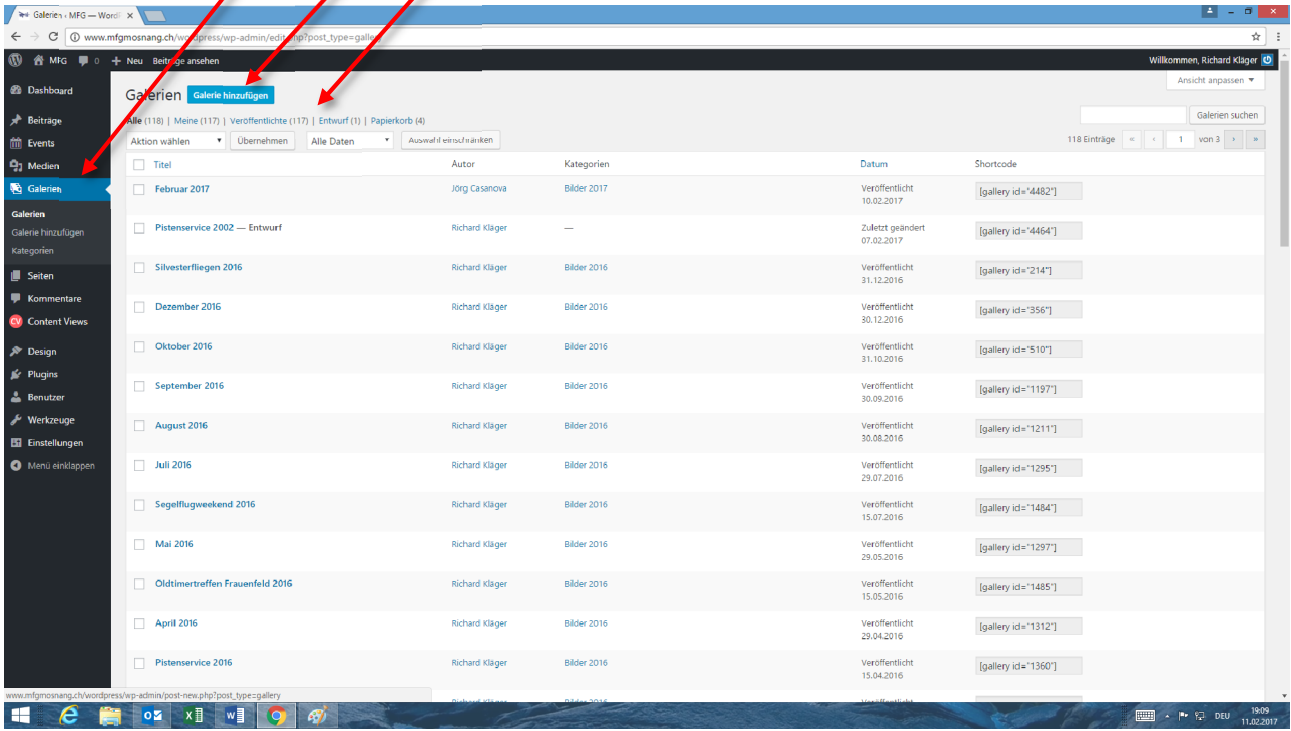 Galerien ‹ MFG — Word
www.mfgmosnang.ch/wordpress/wp-admin/edit.php?post_type=gallery
MFG 0 + Neu Beiträge ansehen Willkommen, Richard Kläger
Ansicht anpassen
Dashboard
Beiträge
Events
Medien
Galerien
Galerien
Galerie hinzufügen
Kategorien
Seiten
Kommentare
CV Content Views
Design
Plugins
Benutzer
Werkzeuge
Einstellungen
Menü einklappen
Galerien Galerie hinzufügen
Alle (118) | Meine (117) | Veröffentlichte (117) | Entwurf (1) | Papierkorb (4) Galerien suchen
Aktion wählen Übernehmen Alle Daten Auswahl einschränken 118 Einträge « ‹ 1 von 3 › »
Titel Autor Kategorien Datum Shortcode
Februar 2017 Jörg Casanova Bilder 2017 Veröffentlicht [gallery id="4482"]
10.02.2017
Pistenservice 2002 — Entwurf Richard Kläger — Zuletzt geändert [gallery id="4464"]
07.02.2017
Silvesterfliegen 2016 Richard Kläger Bilder 2016 Veröffentlicht [gallery id="214"]
31.12.2016
Dezember 2016 Richard Kläger Bilder 2016 Veröffentlicht [gallery id="356"]
30.12.2016
Oktober 2016 Richard Kläger Bilder 2016 Veröffentlicht [gallery id="510"]
31.10.2016
September 2016 Richard Kläger Bilder 2016 Veröffentlicht [gallery id="1197"]
30.09.2016
August 2016 Richard Kläger Bilder 2016 Veröffentlicht [gallery id="1211"]
30.08.2016
Juli 2016 Richard Kläger Bilder 2016 Veröffentlicht [gallery id="1295"]
29.07.2016
Segelflugweekend 2016 Richard Kläger Bilder 2016 Veröffentlicht [gallery id="1484"]
15.07.2016
Mai 2016 Richard Kläger Bilder 2016 Veröffentlicht [gallery id="1297"]
29.05.2016
Oldtimertreffen Frauenfeld 2016 Richard Kläger Bilder 2016 Veröffentlicht [gallery id="1485"]
15.05.2016
April 2016 Richard Kläger Bilder 2016 Veröffentlicht [gallery id="1312"]
29.04.2016
Pistenservice 2016 Richard Kläger Bilder 2016 Veröffentlicht [gallery id="1360"]
15.04.2016
www.mfgmosnang.ch/wordpress/wp-admin/post-new.php?post_type=gallery
DEU 19:09
11.02.2017